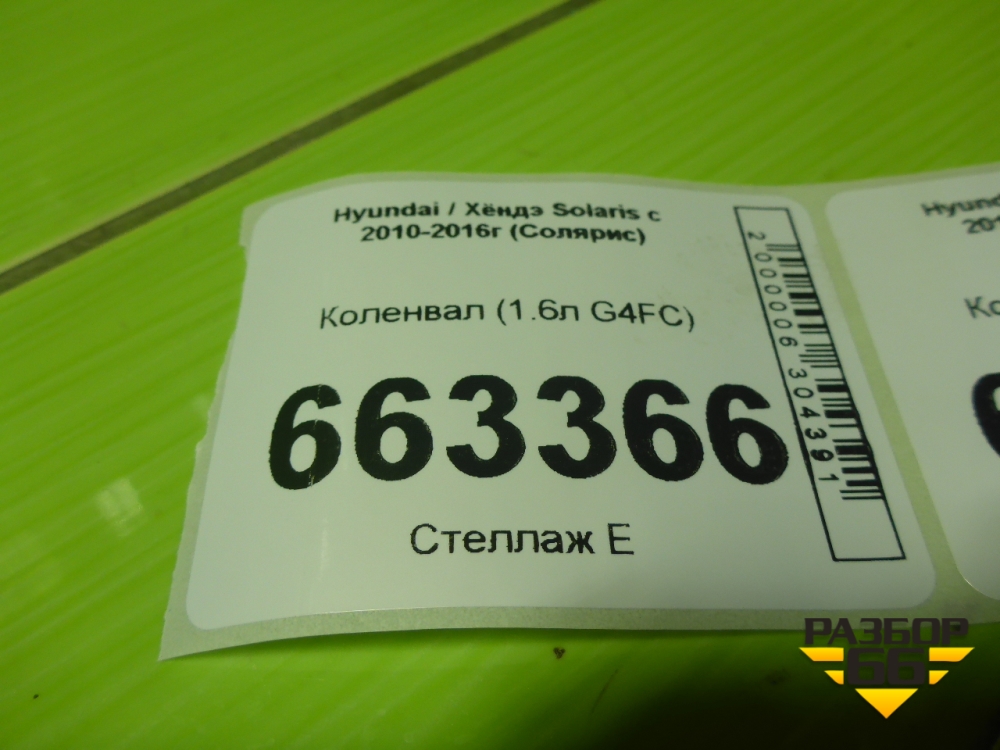 Hyundai / Хёндэ Solaris с
2010-2016г (Солярис)
Коленвал (1.6л G4FC)
663366
Стеллаж Е
2000006304391
РАЗБОР
66